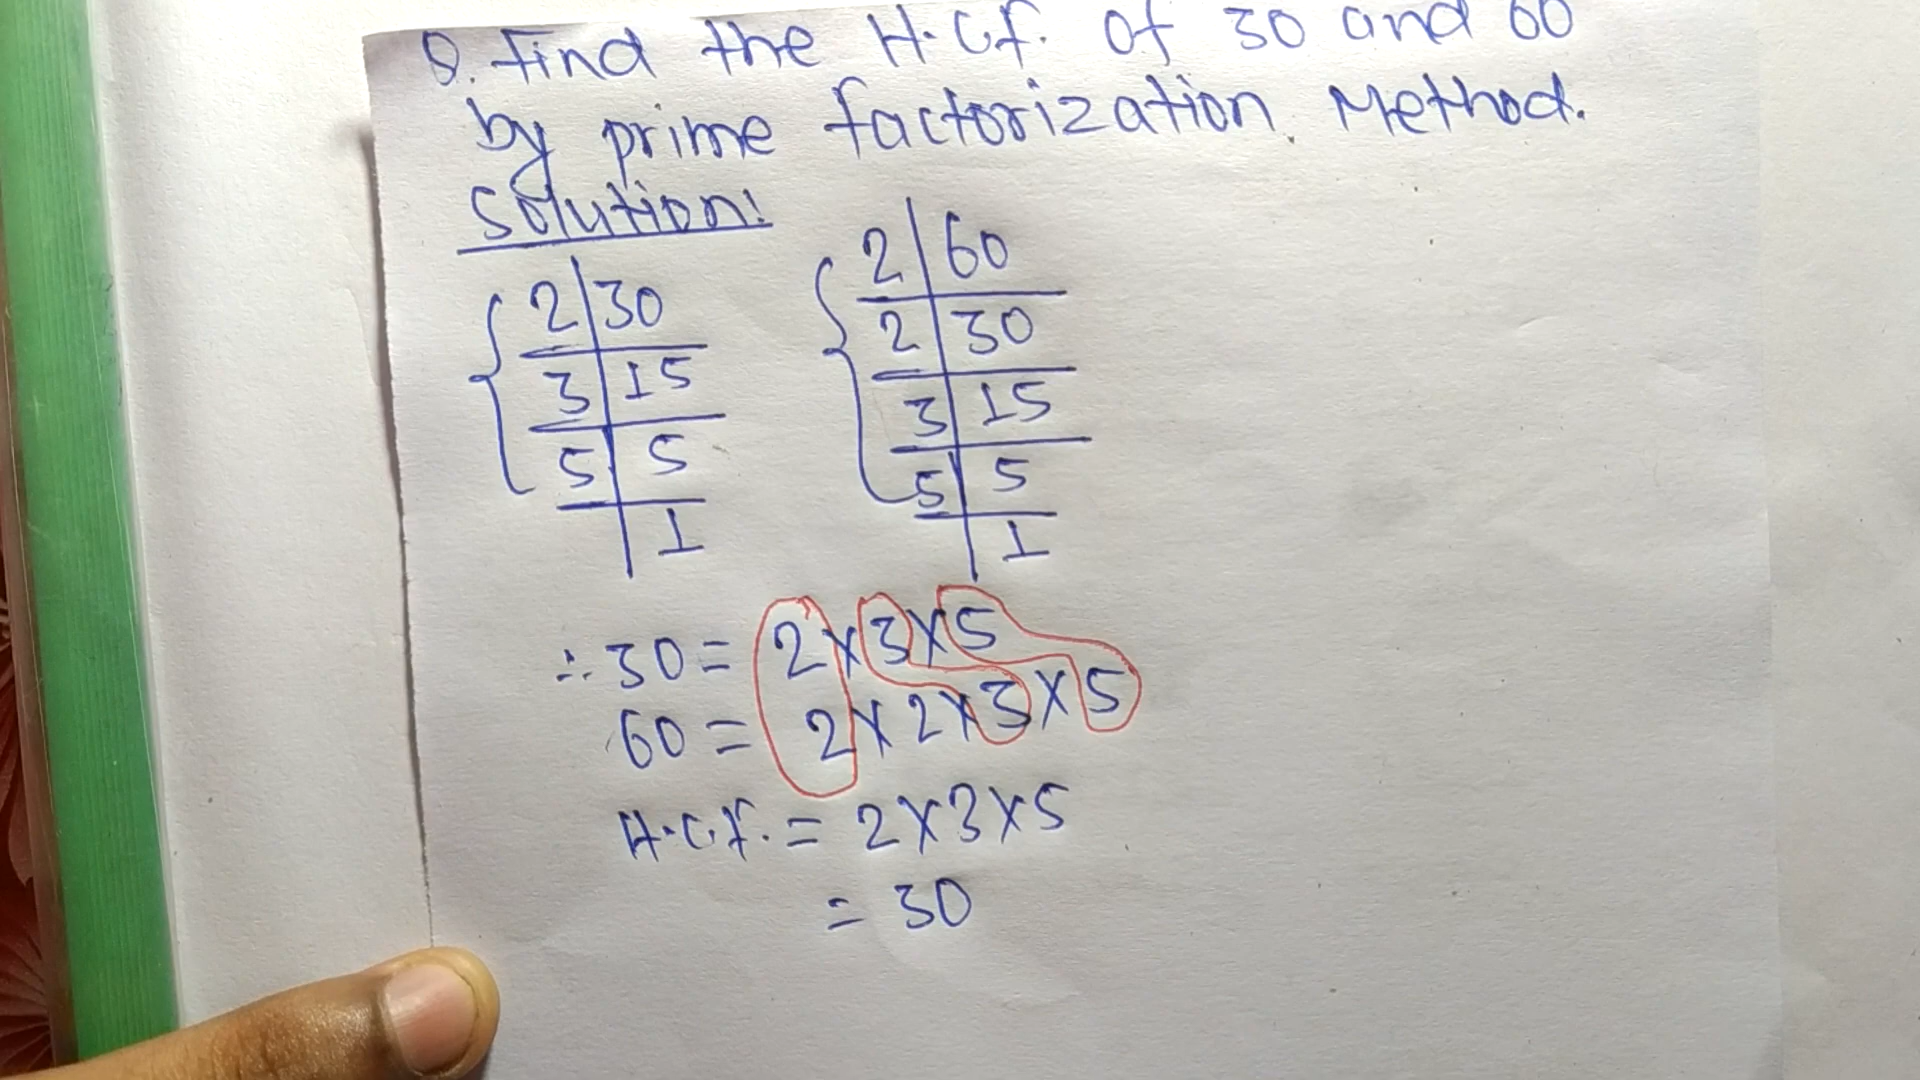 Q. Find the H.C.f. of 30 and 60
by prime factorization. Method.
Solution:
2 | 30
3 | 15
5 | 5
1
2 | 60
2 | 30
3 | 15
5 | 5
1
∴ 30 = 2×3×5
60 = 2×2×3×5
H.C.f. = 2×3×5
= 30